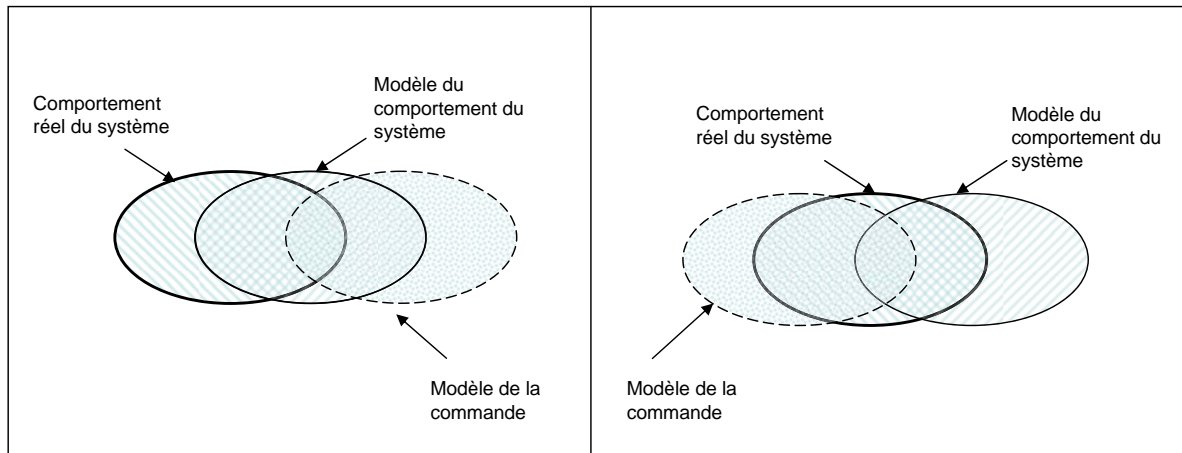 Comportement
réel du système
Modèle du
comportement du
système
Modèle de la
commande
Comportement
réel du système
Modèle du
comportement du
système
Modèle de la
commande